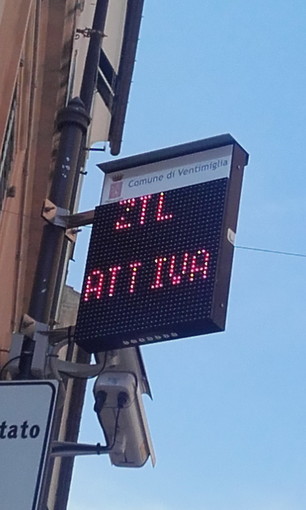 Comune di Ventimiglia
ZTL
ATTIVA
tato